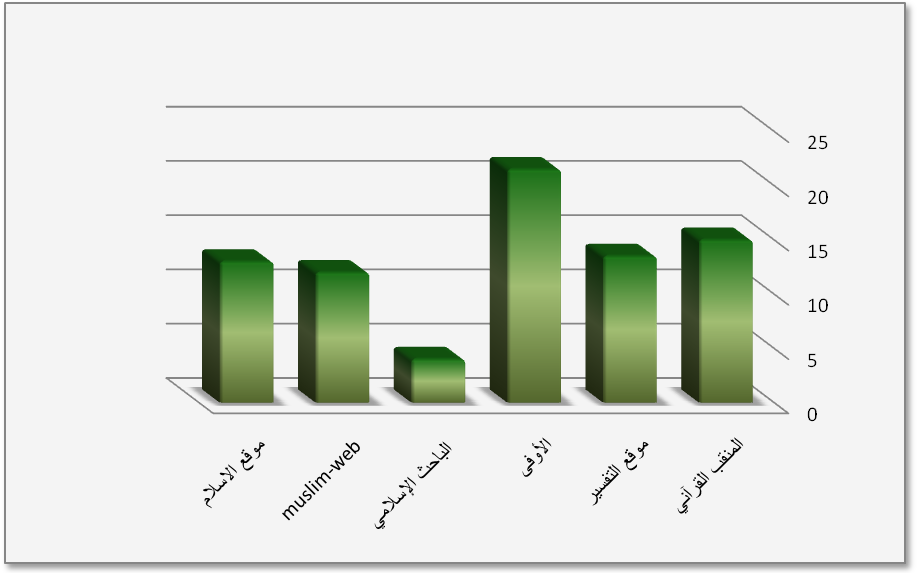 25
20
15
10
5
0
المنقب القرآني
موقع التفسير
الأوفى
الباحث الإسلامي
muslim-web
موقع الاسلام